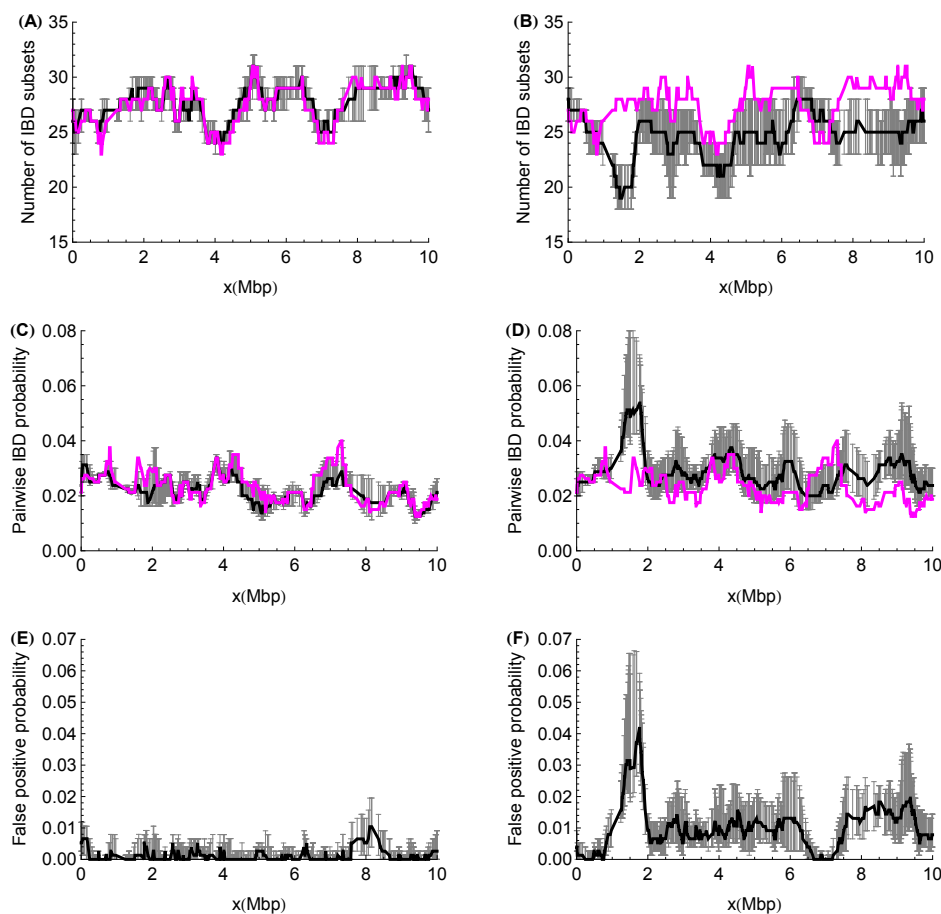 (A)
35
30
25
20
15
Number of IBD subsets
0 2 4 6 8 10
x(Mbp)
(B)
35
30
25
20
15
Number of IBD subsets
0 2 4 6 8 10
x(Mbp)
(C)
0.08
0.06
0.04
0.02
0.00
Pairwise IBD probability
0 2 4 6 8 10
x(Mbp)
(D)
0.08
0.06
0.04
0.02
0.00
Pairwise IBD probability
0 2 4 6 8 10
x(Mbp)
(E)
0.07
0.06
0.05
0.04
0.03
0.02
0.01
0.00
False positive probability
0 2 4 6 8 10
x(Mbp)
(F)
0.07
0.06
0.05
0.04
0.03
0.02
0.01
0.00
False positive probability
0 2 4 6 8 10
x(Mbp)